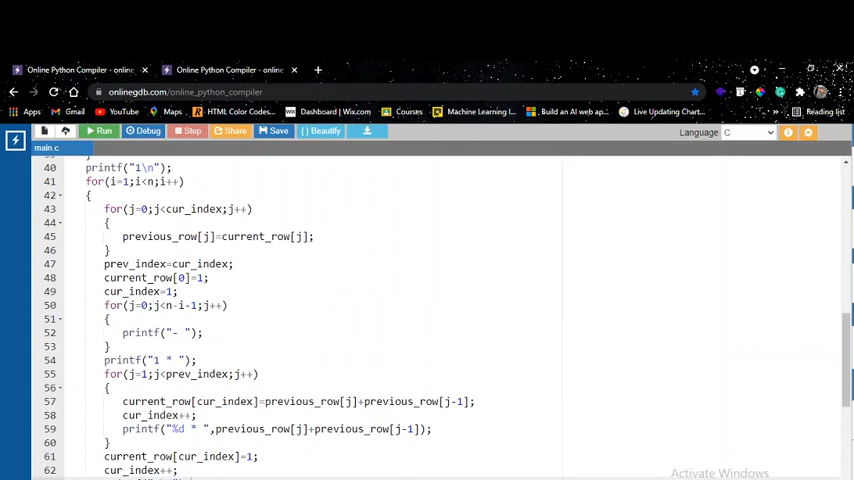 Online Python Compiler - online
Online Python Compiler - online
onlinegdb.com/online_python_compiler
Apps Gmail YouTube Maps HTML Color Codes... Dashboard | Wix.com Courses Machine Learning I... Build an AI web ap... Live Updating Chart... Reading list
Run Debug Stop Share Save { } Beautify Language C
main.c
40 printf("1\n");
41 for(i=1;i<n;i++)
42 {
43 for(j=0;j<cur_index;j++)
44 {
45 previous_row[j]=current_row[j];
46 }
47 prev_index=cur_index;
48 current_row[0]=1;
49 cur_index=1;
50 for(j=0;j<n-i-1;j++)
51 {
52 printf("- ");
53 }
54 printf("1 * ");
55 for(j=1;j<prev_index;j++)
56 {
57 current_row[cur_index]=previous_row[j]+previous_row[j-1];
58 cur_index++;
59 printf("%d * ",previous_row[j]+previous_row[j-1]);
60 }
61 current_row[cur_index]=1;
62 cur_index++;
Activate Windows